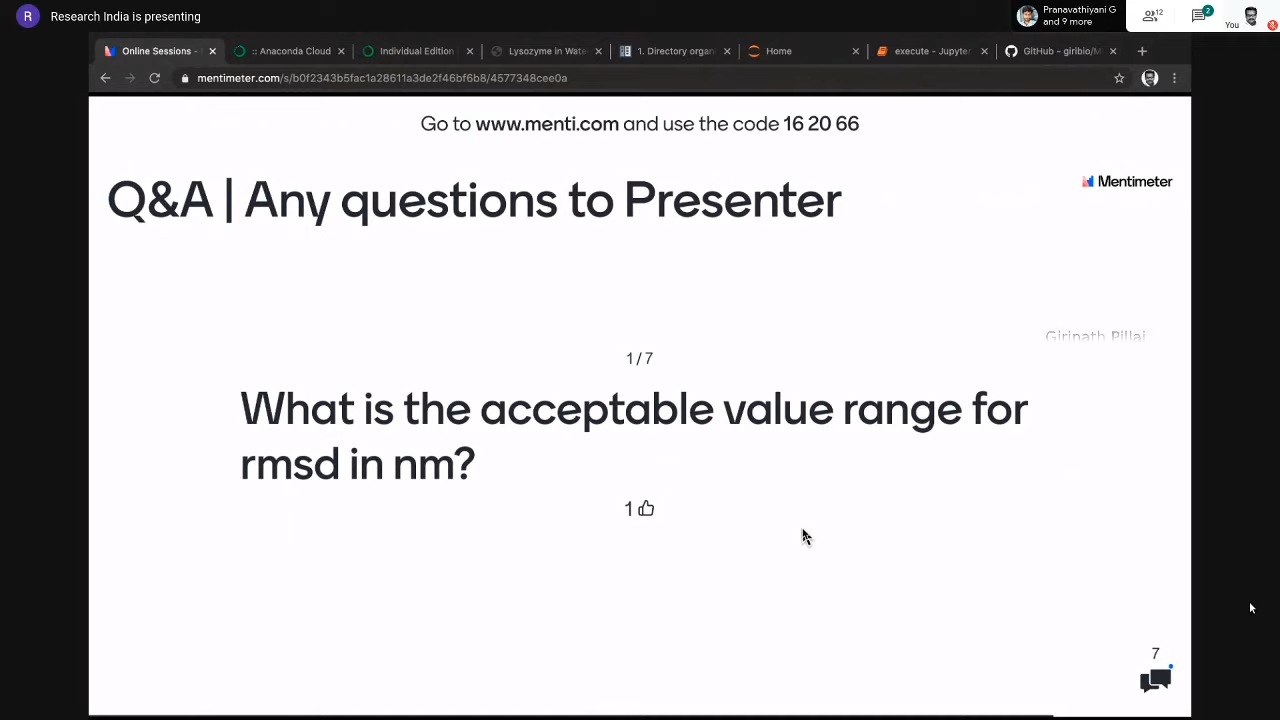 R Research India is presenting
Pranavathiyani G
and 9 more
12
2
You
Online Sessions -
:: Anaconda Cloud
Individual Edition
Lysozyme in Wate
1. Directory organ
Home
execute - Jupyter
GitHub - giribio/M
mentimeter.com/s/b0f2343b5fac1a28611a3de2f46bf6b8/4577348cee0a
Go to www.menti.com and use the code 16 20 66
Q&A | Any questions to Presenter
Mentimeter
Girinath Pillai
1 / 7
What is the acceptable value range for
rmsd in nm?
1
7